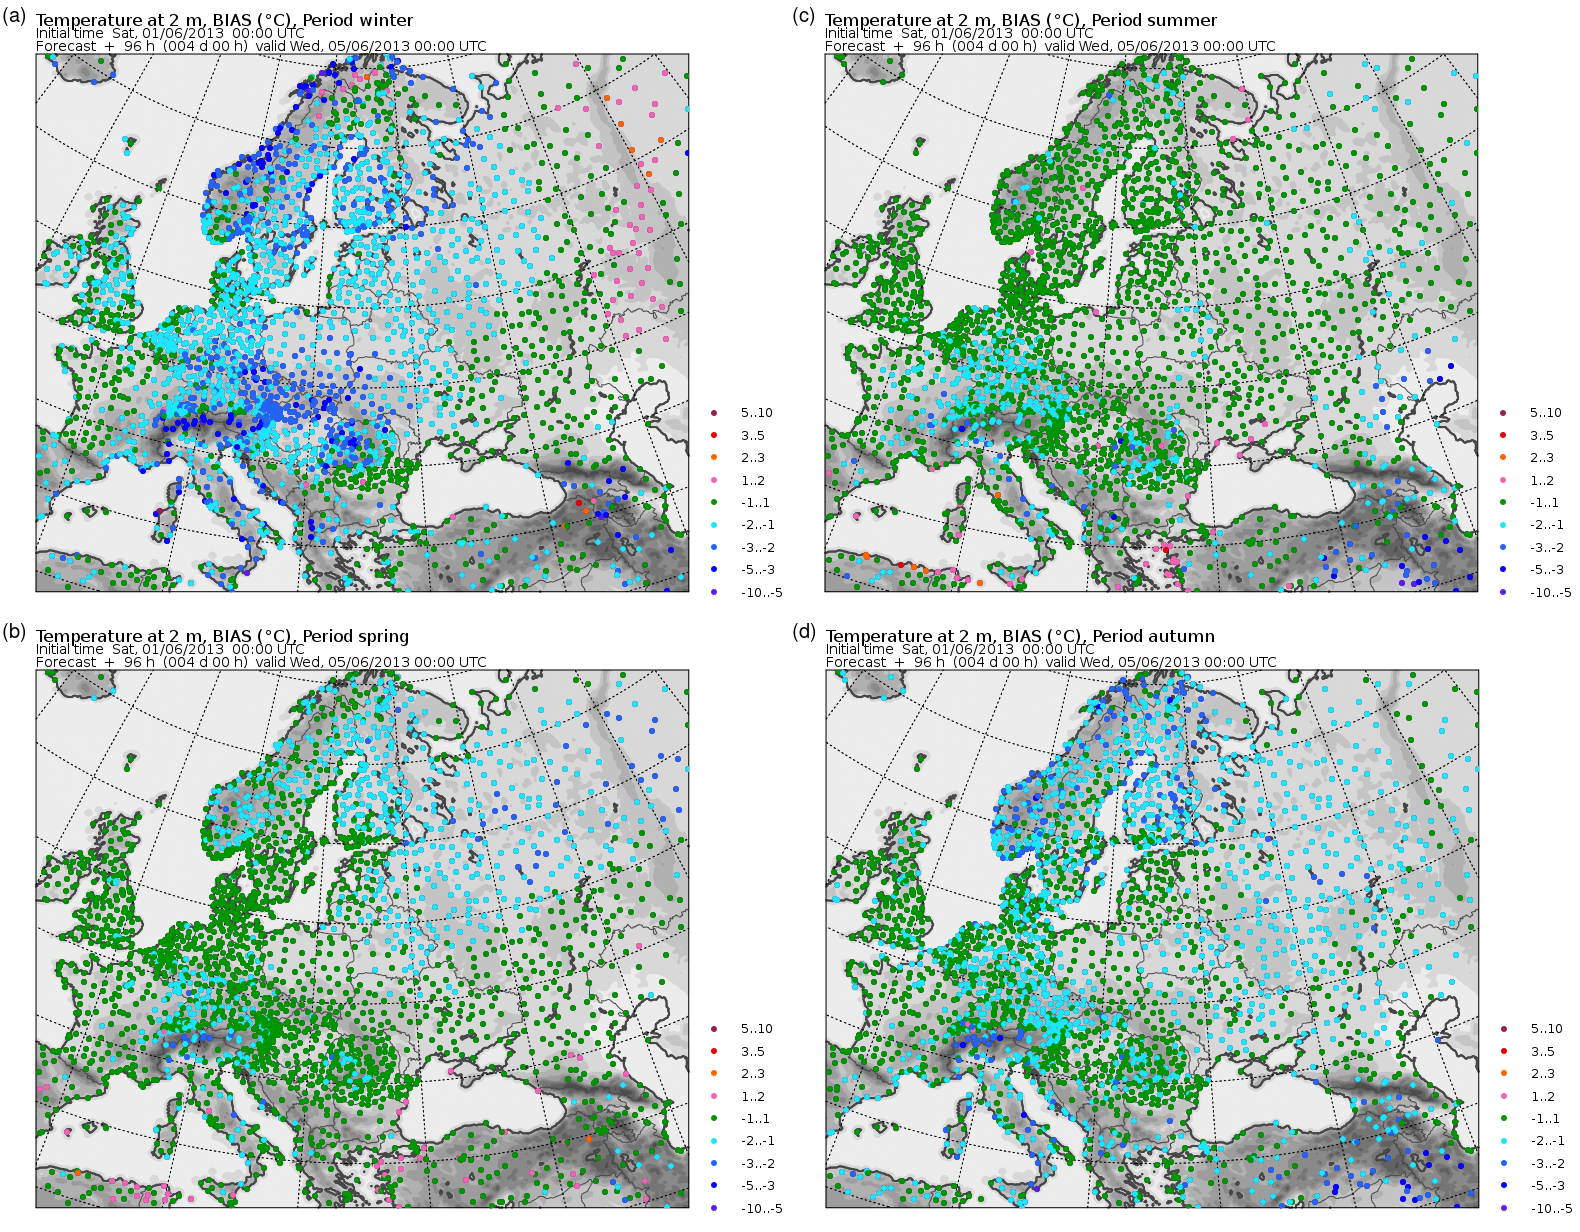 (a)
Temperature at 2 m, BIAS (°C), Period winter
Initial time Sat, 01/06/2013 00:00 UTC
Forecast + 96 h (004 d 00 h) valid Wed, 05/06/2013 00:00 UTC
5..10
3..5
2..3
1..2
-1..1
-2..-1
-3..-2
-5..-3
-10..-5
(c)
Temperature at 2 m, BIAS (°C), Period summer
Initial time Sat, 01/06/2013 00:00 UTC
Forecast + 96 h (004 d 00 h) valid Wed, 05/06/2013 00:00 UTC
5..10
3..5
2..3
1..2
-1..1
-2..-1
-3..-2
-5..-3
-10..-5
(b)
Temperature at 2 m, BIAS (°C), Period spring
Initial time Sat, 01/06/2013 00:00 UTC
Forecast + 96 h (004 d 00 h) valid Wed, 05/06/2013 00:00 UTC
5..10
3..5
2..3
1..2
-1..1
-2..-1
-3..-2
-5..-3
-10..-5
(d)
Temperature at 2 m, BIAS (°C), Period autumn
Initial time Sat, 01/06/2013 00:00 UTC
Forecast + 96 h (004 d 00 h) valid Wed, 05/06/2013 00:00 UTC
5..10
3..5
2..3
1..2
-1..1
-2..-1
-3..-2
-5..-3
-10..-5